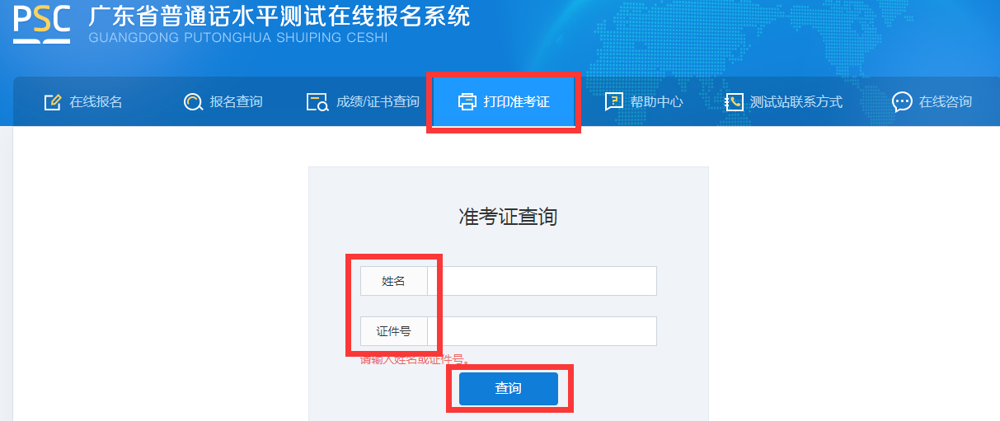 PSC 广东省普通话水平测试在线报名系统
GUANGDONG PUTONGHUA SHUIPING CESHI
在线报名 报名查询 成绩/证书查询 打印准考证 帮助中心 测试站联系方式 在线咨询
准考证查询
姓名
证件号
请输入姓名或证件号。
查询